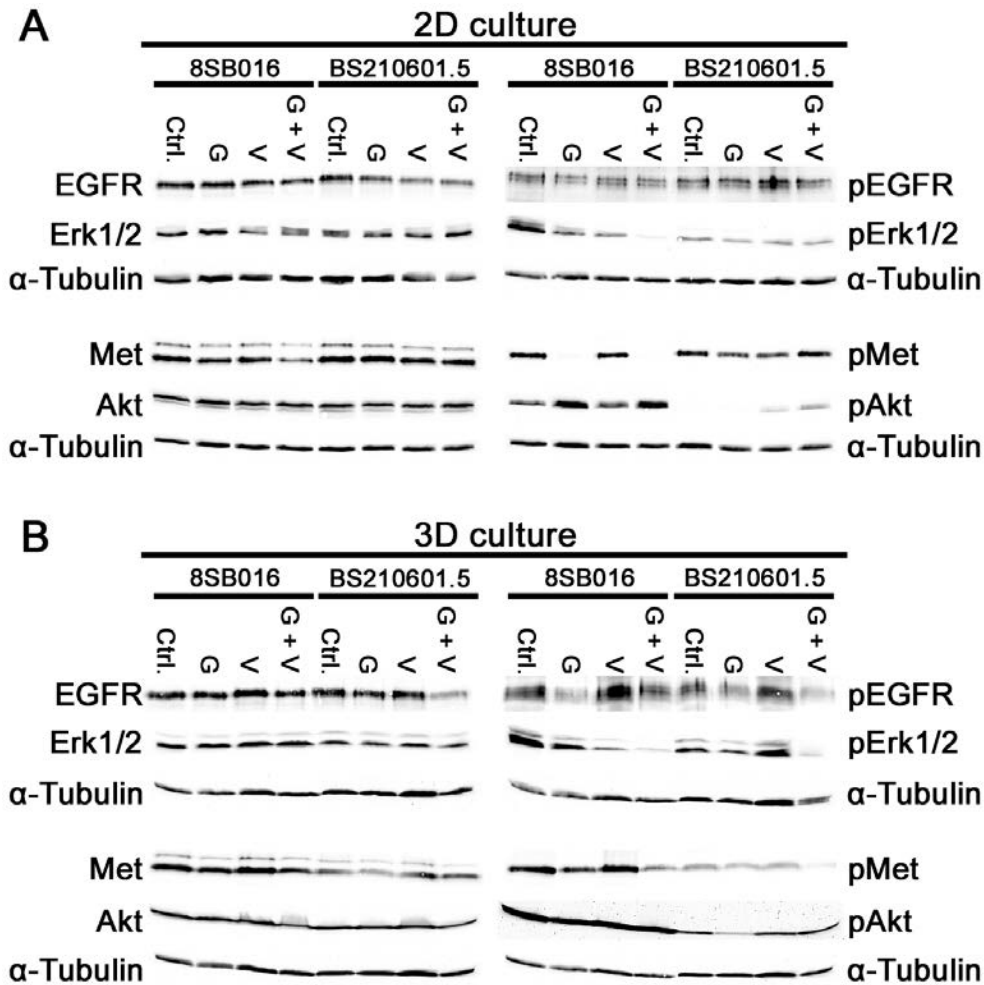 A
2D culture
8SB016 BS210601.5 8SB016 BS210601.5
Ctrl. G V G + V Ctrl. G V G + V Ctrl. G V G + V Ctrl. G V G + V
EGFR pEGFR
Erk1/2 pErk1/2
α-Tubulin α-Tubulin
Met pMet
Akt pAkt
α-Tubulin α-Tubulin
B
3D culture
8SB016 BS210601.5 8SB016 BS210601.5
Ctrl. G V G + V Ctrl. G V G + V Ctrl. G V G + V Ctrl. G V G + V
EGFR pEGFR
Erk1/2 pErk1/2
α-Tubulin α-Tubulin
Met pMet
Akt pAkt
α-Tubulin α-Tubulin